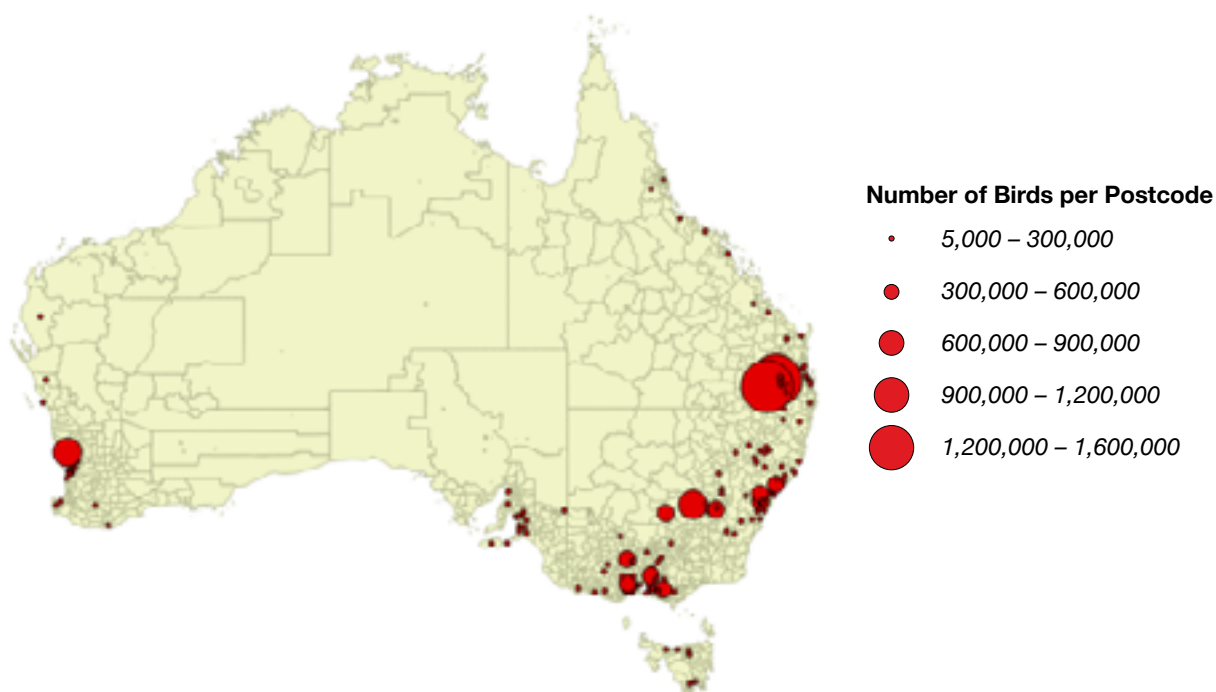 Number of Birds per Postcode
5,000 – 300,000
300,000 – 600,000
600,000 – 900,000
900,000 – 1,200,000
1,200,000 – 1,600,000